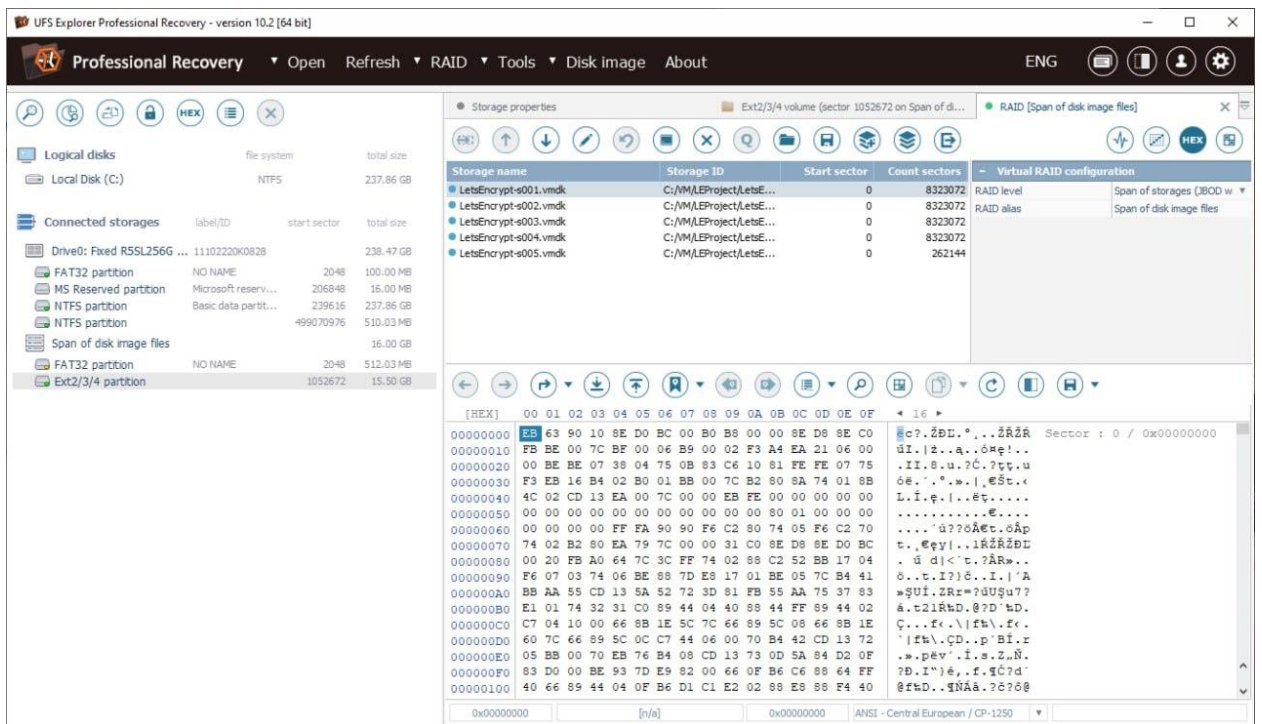 UFS Explorer Professional Recovery - version 10.2 [64 bit]
Professional Recovery Open Refresh RAID Tools Disk image About ENG
HEX
Logical disks file system total size
Local Disk (C:) NTFS 237.86 GB
Connected storages label/ID start sector total size
Drive0: Fixed R5SL256G ... 11102220K0828 238.47 GB
FAT32 partition NO NAME 2048 100.00 MB
MS Reserved partition Microsoft reserv... 206848 16.00 MB
NTFS partition Basic data partit... 239616 237.86 GB
NTFS partition 499070976 510.03 MB
Span of disk image files 16.00 GB
FAT32 partition NO NAME 2048 512.03 MB
Ext2/3/4 partition 1052672 15.50 GB
Storage properties Ext2/3/4 volume (sector 1052672 on Span of di... RAID [Span of disk image files]
HEX
Storage name Storage ID Start sector Count sectors
LetsEncrypt-s001.vmdk C:/VM/LEProject/LetsE... 0 8323072
LetsEncrypt-s002.vmdk C:/VM/LEProject/LetsE... 0 8323072
LetsEncrypt-s003.vmdk C:/VM/LEProject/LetsE... 0 8323072
LetsEncrypt-s004.vmdk C:/VM/LEProject/LetsE... 0 8323072
LetsEncrypt-s005.vmdk C:/VM/LEProject/LetsE... 0 262144
− Virtual RAID configuration
RAID level Span of storages (JBOD w
RAID alias Span of disk image files
[HEX] 00 01 02 03 04 05 06 07 08 09 0A 0B 0C 0D 0E 0F 16
00000000 EB 63 90 10 8E D0 BC 00 B0 B8 00 00 8E D8 8E C0 Sector : 0 / 0x00000000
00000010 FB BE 00 7C BF 00 06 B9 00 02 F3 A4 EA 21 06 00
00000020 00 BE BE 07 38 04 75 0B 83 C6 10 81 FE FE 07 75
00000030 F3 EB 16 B4 02 B0 01 BB 00 7C B2 80 8A 74 01 8B
00000040 4C 02 CD 13 EA 00 7C 00 00 EB FE 00 00 00 00 00
00000050 00 00 00 00 00 00 00 00 00 00 00 80 01 00 00 00
00000060 00 00 00 00 FF FA 90 90 F6 C2 80 74 05 F6 C2 70
00000070 74 02 B2 80 EA 79 7C 00 00 31 C0 8E D8 8E D0 BC
00000080 00 20 FB A0 64 7C 3C FF 74 02 88 C2 52 BB 17 04
00000090 F6 07 03 74 06 BE 88 7D E8 17 01 BE 05 7C B4 41
000000A0 BB AA 55 CD 13 5A 52 72 3D 81 FB 55 AA 75 37 83
000000B0 E1 01 74 32 31 C0 89 44 04 40 88 44 FF 89 44 02
000000C0 C7 04 10 00 66 8B 1E 5C 7C 66 89 5C 08 66 8B 1E
000000D0 60 7C 66 89 5C 0C C7 44 06 00 70 B4 42 CD 13 72
000000E0 05 BB 00 70 EB 76 B4 08 CD 13 73 0D 5A 84 D2 0F
000000F0 83 D0 00 BE 93 7D E9 82 00 66 0F B6 C6 88 64 FF
00000100 40 66 89 44 04 0F B6 D1 C1 E2 02 88 E8 88 F4 40
0x00000000 [n/a] 0x00000000 ANSI - Central European / CP-1250